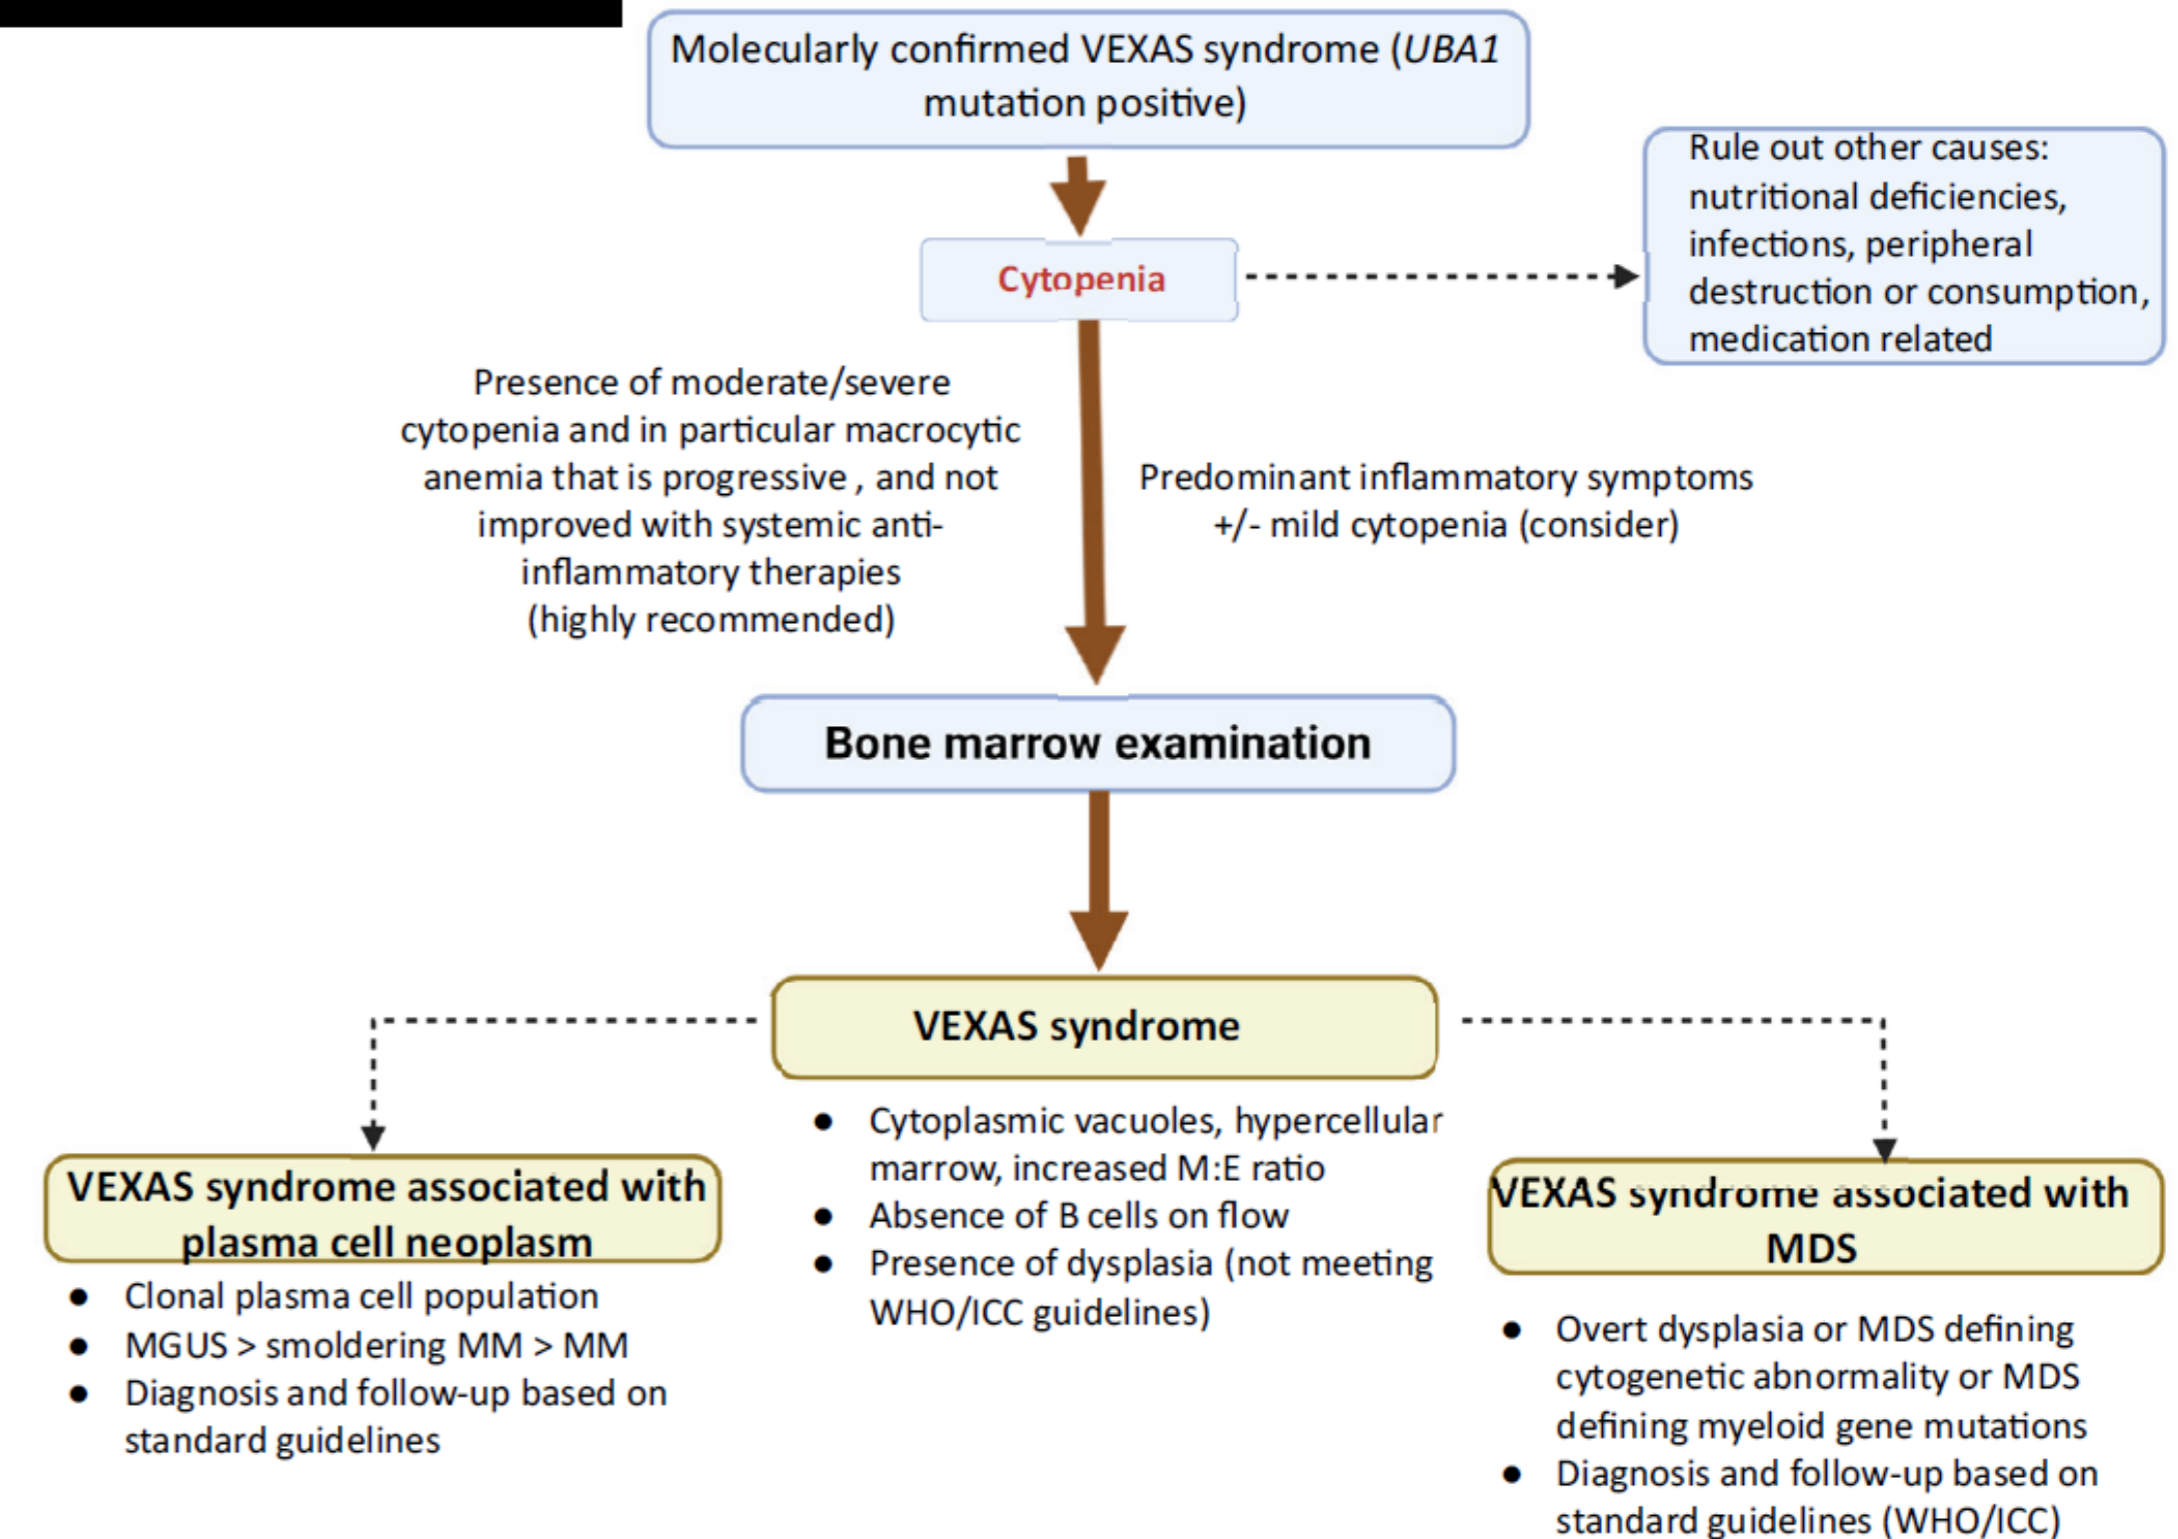 Molecularly confirmed VEXAS syndrome (UBA1
mutation positive)
Rule out other causes:
nutritional deficiencies,
infections, peripheral
destruction or consumption,
medication related
Cytopenia
Presence of moderate/severe
cytopenia and in particular macrocytic
anemia that is progressive , and not
improved with systemic anti-
inflammatory therapies
(highly recommended)
Predominant inflammatory symptoms
+/- mild cytopenia (consider)
Bone marrow examination
VEXAS syndrome
● Cytoplasmic vacuoles, hypercellular
marrow, increased M:E ratio
● Absence of B cells on flow
● Presence of dysplasia (not meeting
WHO/ICC guidelines)
VEXAS syndrome associated with
plasma cell neoplasm
● Clonal plasma cell population
● MGUS > smoldering MM > MM
● Diagnosis and follow-up based on
standard guidelines
VEXAS syndrome associated with
MDS
● Overt dysplasia or MDS defining
cytogenetic abnormality or MDS
defining myeloid gene mutations
● Diagnosis and follow-up based on
standard guidelines (WHO/ICC)